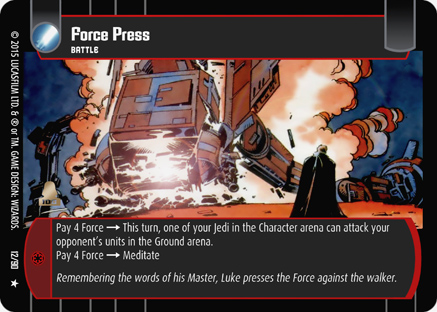 Force Press
BATTLE
© 2015 LUCASFILM LTD. & ® or TM. GAME DESIGN: WIZARDS.
12/90
Pay 4 Force → This turn, one of your Jedi in the Character arena can attack your
opponent's units in the Ground arena.
Pay 4 Force → Meditate
Remembering the words of his Master, Luke presses the Force against the walker.